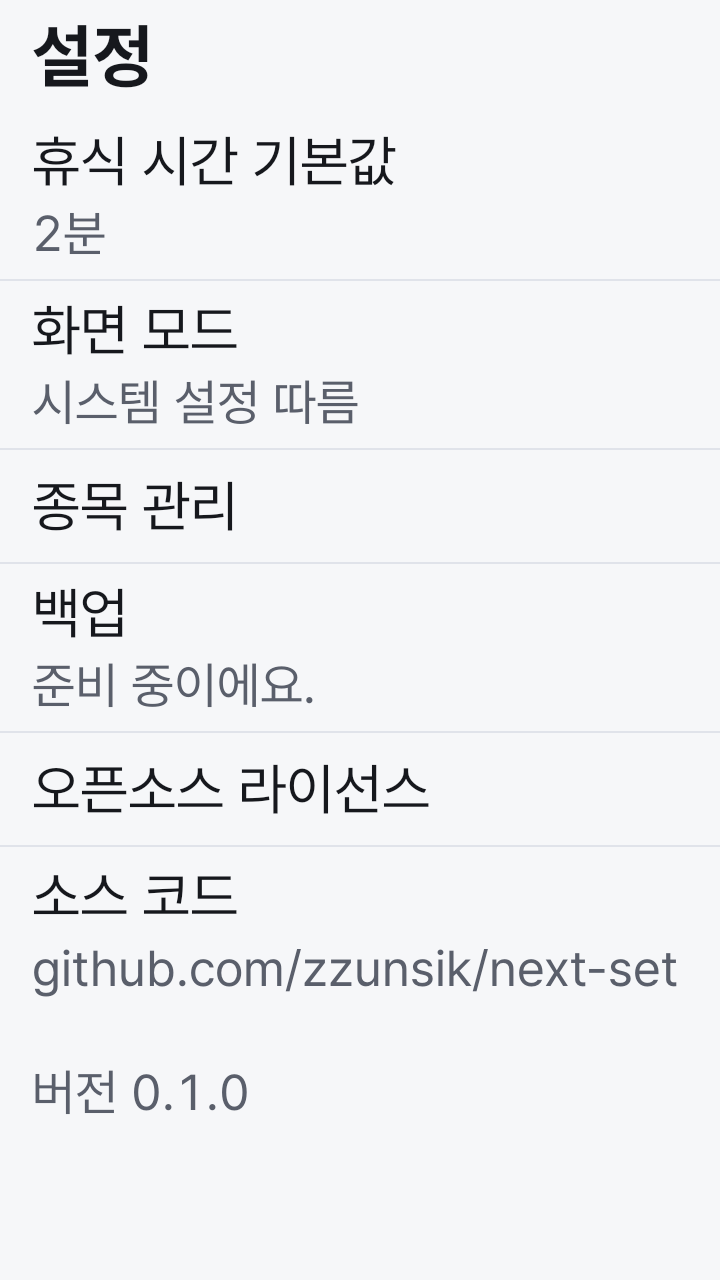 설정
휴식 시간 기본값
2분
화면 모드
시스템 설정 따름
종목 관리
백업
준비 중이에요.
오픈소스 라이선스
소스 코드
github.com/zzunsik/next-set
버전 0.1.0